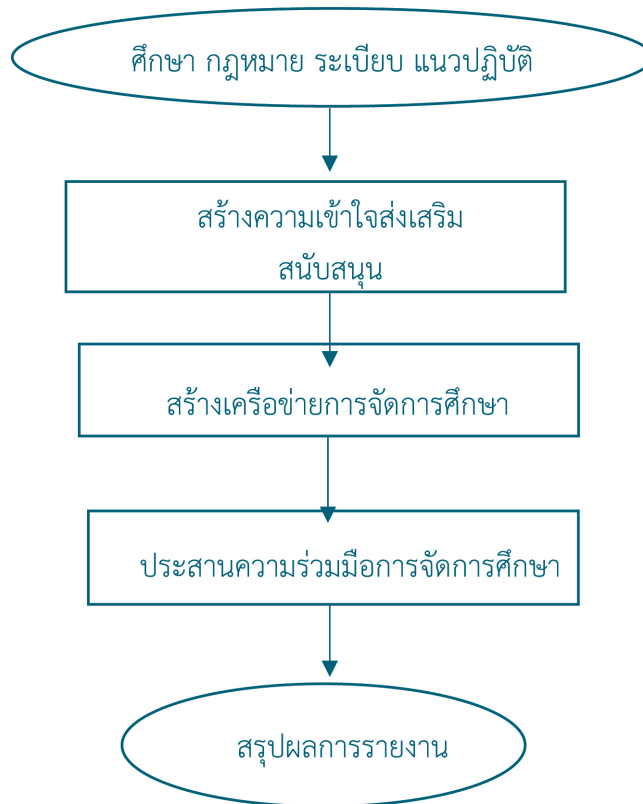 ศึกษา กฎหมาย ระเบียบ แนวปฏิบัติ
สร้างความเข้าใจส่งเสริม
สนับสนุน
สร้างเครือข่ายการจัดการศึกษา
ประสานความร่วมมือการจัดการศึกษา
สรุปผลการรายงาน